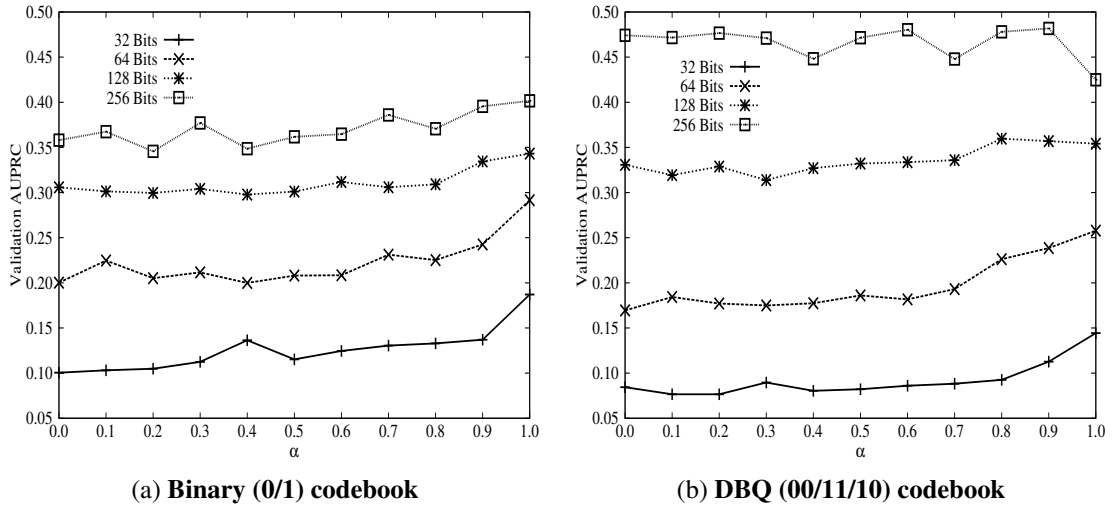 0.50
0.45
0.40
0.35
0.30
0.25
0.20
0.15
0.10
0.05
Validation AUPRC
32 Bits
64 Bits
128 Bits
256 Bits
0.0 0.1 0.2 0.3 0.4 0.5 0.6 0.7 0.8 0.9 1.0
α
(a) Binary (0/1) codebook
0.50
0.45
0.40
0.35
0.30
0.25
0.20
0.15
0.10
0.05
Validation AUPRC
32 Bits
64 Bits
128 Bits
256 Bits
0.0 0.1 0.2 0.3 0.4 0.5 0.6 0.7 0.8 0.9 1.0
α
(b) DBQ (00/11/10) codebook